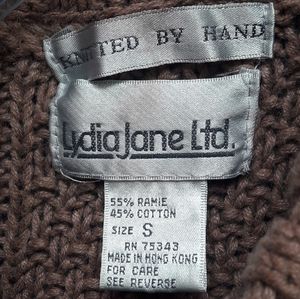 KNITTED BY HAND
Lydia Jane Ltd.
55% RAMIE
45% COTTON
SIZE S
RN 75343
MADE IN HONG KONG
FOR CARE
SEE REVERSE